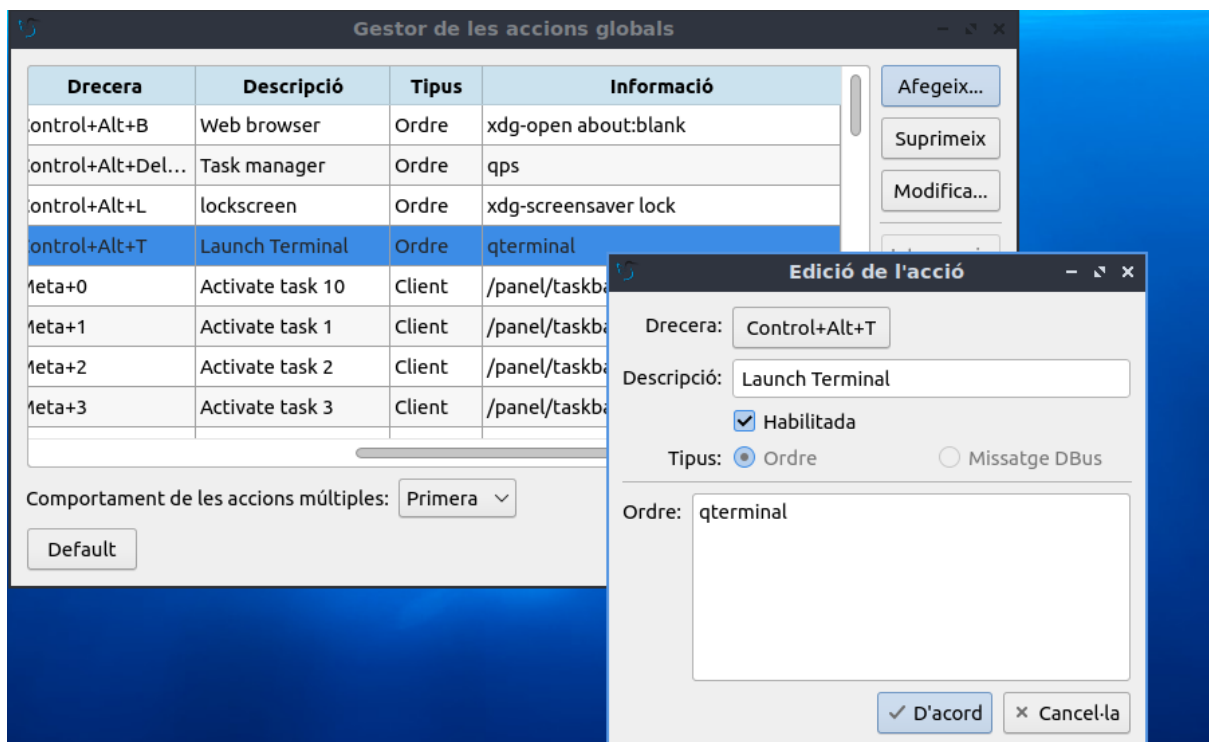 Gestor de les accions globals
Drecera Descripció Tipus Informació
ontrol+Alt+B Web browser Ordre xdg-open about:blank
ontrol+Alt+Del... Task manager Ordre qps
ontrol+Alt+L lockscreen Ordre xdg-screensaver lock
ontrol+Alt+T Launch Terminal Ordre qterminal
Meta+0 Activate task 10 Client /panel/taskba
Meta+1 Activate task 1 Client /panel/taskba
Meta+2 Activate task 2 Client /panel/taskba
Meta+3 Activate task 3 Client /panel/taskba
Afegeix...
Suprimeix
Modifica...
Comportament de les accions múltiples: Primera
Default
Edició de l'acció
Drecera: Control+Alt+T
Descripció: Launch Terminal
Habilitada
Tipus: Ordre Missatge DBus
Ordre: qterminal
D'acord Cancel·la